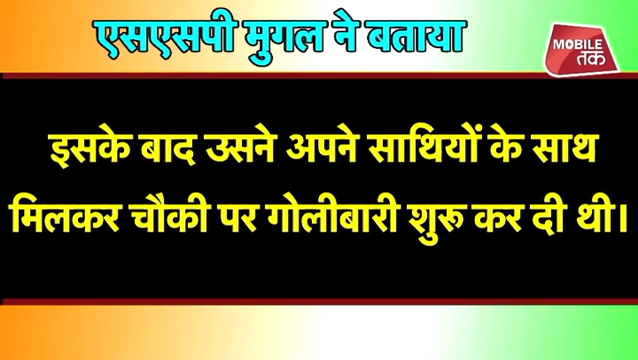 एसएसपी मुगल ने बताया
MOBILE
तक
इसके बाद उसने अपने साथियों के साथ
मिलकर चौकी पर गोलीबारी शुरू कर दी थी।